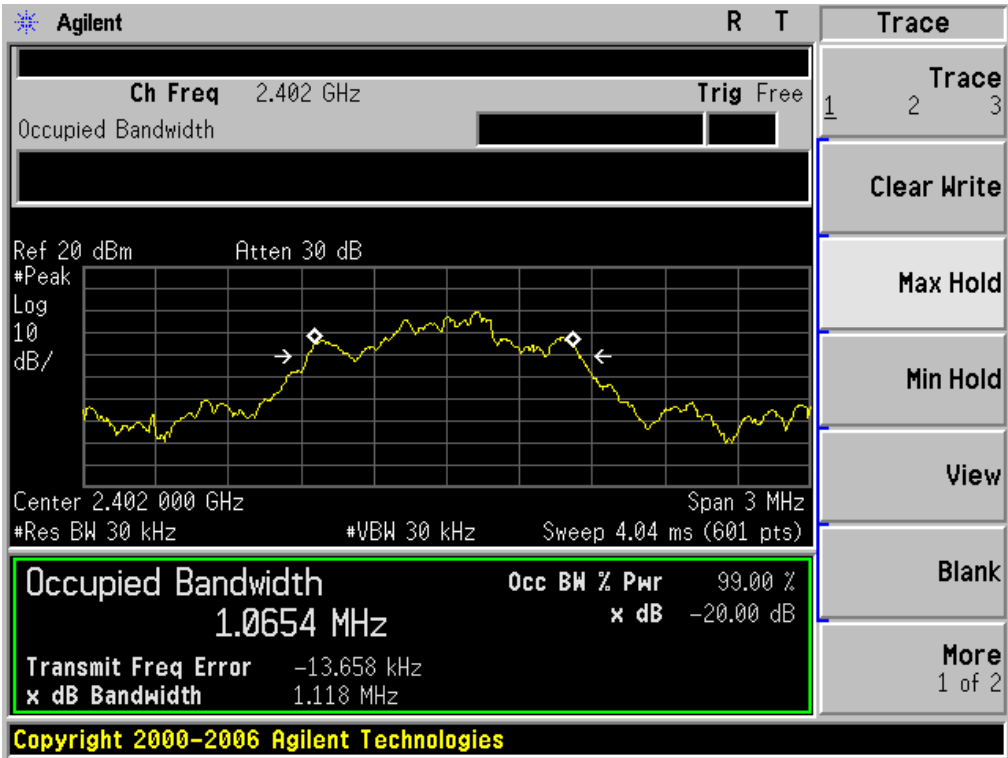 Agilent R T
Trace
Ch Freq 2.402 GHz Trig Free
Occupied Bandwidth
Trace
1 2 3
Clear Write
Max Hold
Min Hold
View
Blank
More
1 of 2
Ref 20 dBm Atten 30 dB
#Peak
Log
10
dB/
Center 2.402 000 GHz Span 3 MHz
#Res BW 30 kHz #VBW 30 kHz Sweep 4.04 ms (601 pts)
Occupied Bandwidth Occ BW % Pwr 99.00 %
1.0654 MHz x dB -20.00 dB
Transmit Freq Error -13.658 kHz
x dB Bandwidth 1.118 MHz
Copyright 2000-2006 Agilent Technologies